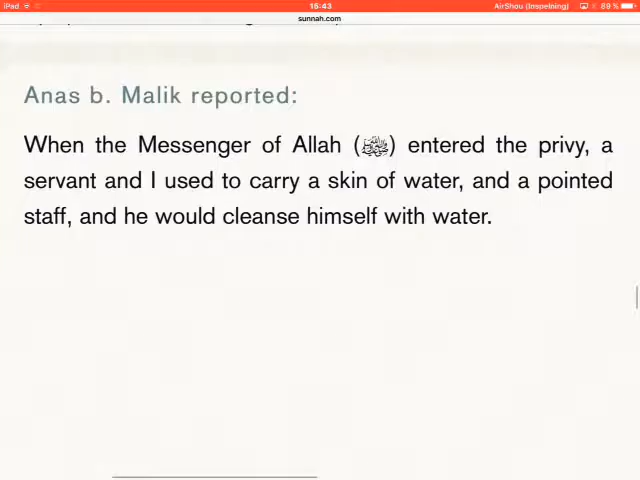 iPad 15:43 AirShou (Inspelning) 89 %
sunnah.com
Anas b. Malik reported:
When the Messenger of Allah (ﷺ) entered the privy, a
servant and I used to carry a skin of water, and a pointed
staff, and he would cleanse himself with water.